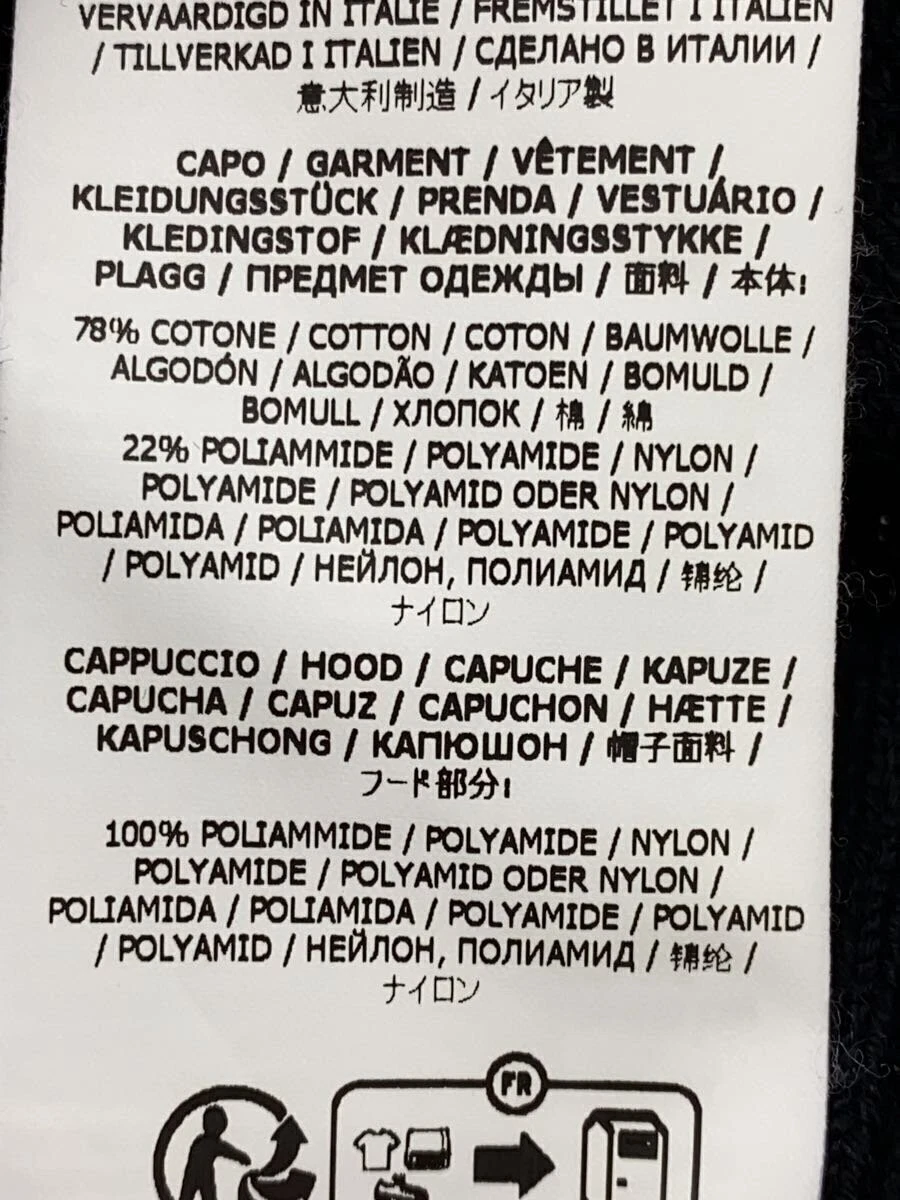 VERVAARDIGD IN ITALIË / FREMSTILLET I ITALIEN
/ TILLVERKAD I ITALIEN / СДЕЛАНО В ИТАЛИИ /
意大利制造 / イタリア製
CAPO / GARMENT / VÊTEMENT /
KLEIDUNGSSTÜCK / PRENDA / VESTUÁRIO /
KLEDINGSTOF / KLÆDNINGSSTYKKE /
PLAGG / ПРЕДМЕТ ОДЕЖДЫ / 面料 / 本体:
78% COTONE / COTTON / COTON / BAUMWOLLE /
ALGODÓN / ALGODÃO / KATOEN / BOMULD /
BOMULL / ХЛОПОК / 棉 / 綿
22% POLIAMMIDE / POLYAMIDE / NYLON /
POLYAMIDE / POLYAMID ODER NYLON /
POLIAMIDA / POLIAMIDA / POLYAMIDE / POLYAMID
/ POLYAMID / НЕЙЛОН, ПОЛИАМИД / 锦纶 /
ナイロン
CAPPUCCIO / HOOD / CAPUCHE / KAPUZE /
CAPUCHA / CAPUZ / CAPUCHON / HÆTTE /
KAPUSCHONG / КАПЮШОН / 帽子面料 /
フード部分:
100% POLIAMMIDE / POLYAMIDE / NYLON /
POLYAMIDE / POLYAMID ODER NYLON /
POLIAMIDA / POLIAMIDA / POLYAMIDE / POLYAMID
/ POLYAMID / НЕЙЛОН, ПОЛИАМИД / 锦纶 /
ナイロン
FR